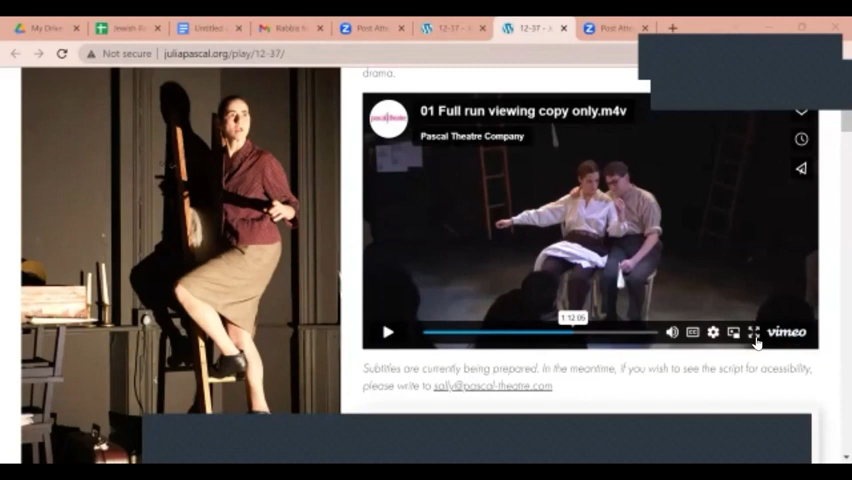 My Drive
Jewish R
Untitled
Rabbis
Post Atte
12-37 –
12-37 – J
Post Atte
Not secure | juliapascal.org/play/12-37/
drama.
01 Full run viewing copy only.m4v
Pascal Theatre Company
1:12:05
vimeo
Subtitles are currently being prepared. In the meantime, if you wish to see the script for acessibility,
please write to sally@pascal-theatre.com